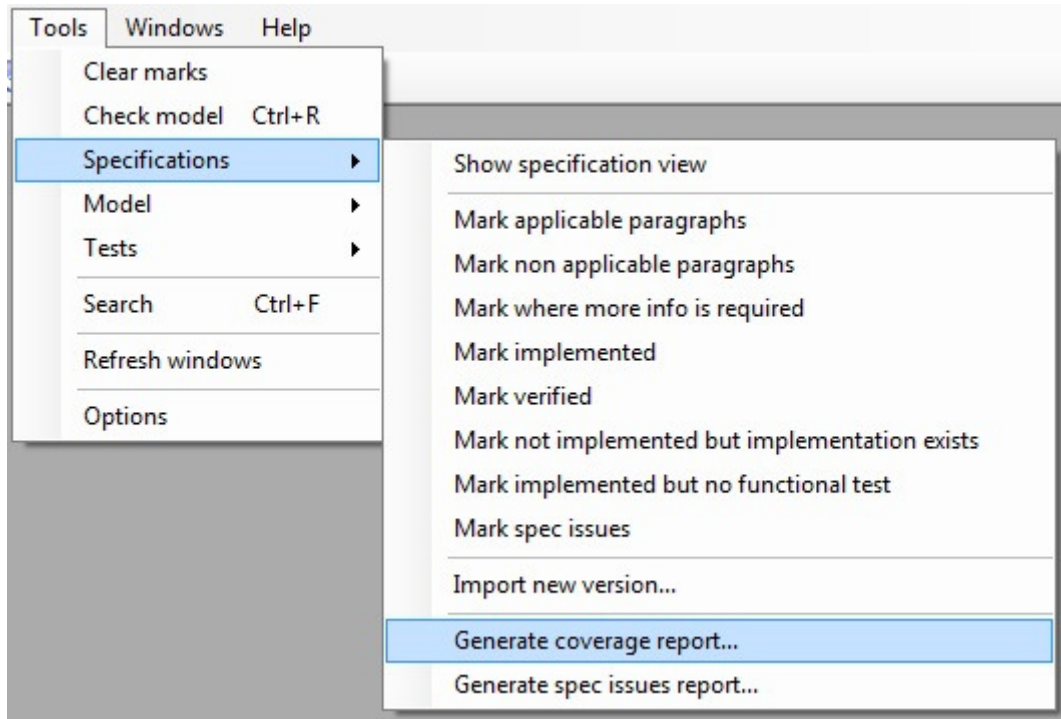 Tools Windows Help
Clear marks
Check model Ctrl+R
Specifications
Model
Tests
Search Ctrl+F
Refresh windows
Options
Show specification view
Mark applicable paragraphs
Mark non applicable paragraphs
Mark where more info is required
Mark implemented
Mark verified
Mark not implemented but implementation exists
Mark implemented but no functional test
Mark spec issues
Import new version...
Generate coverage report...
Generate spec issues report...